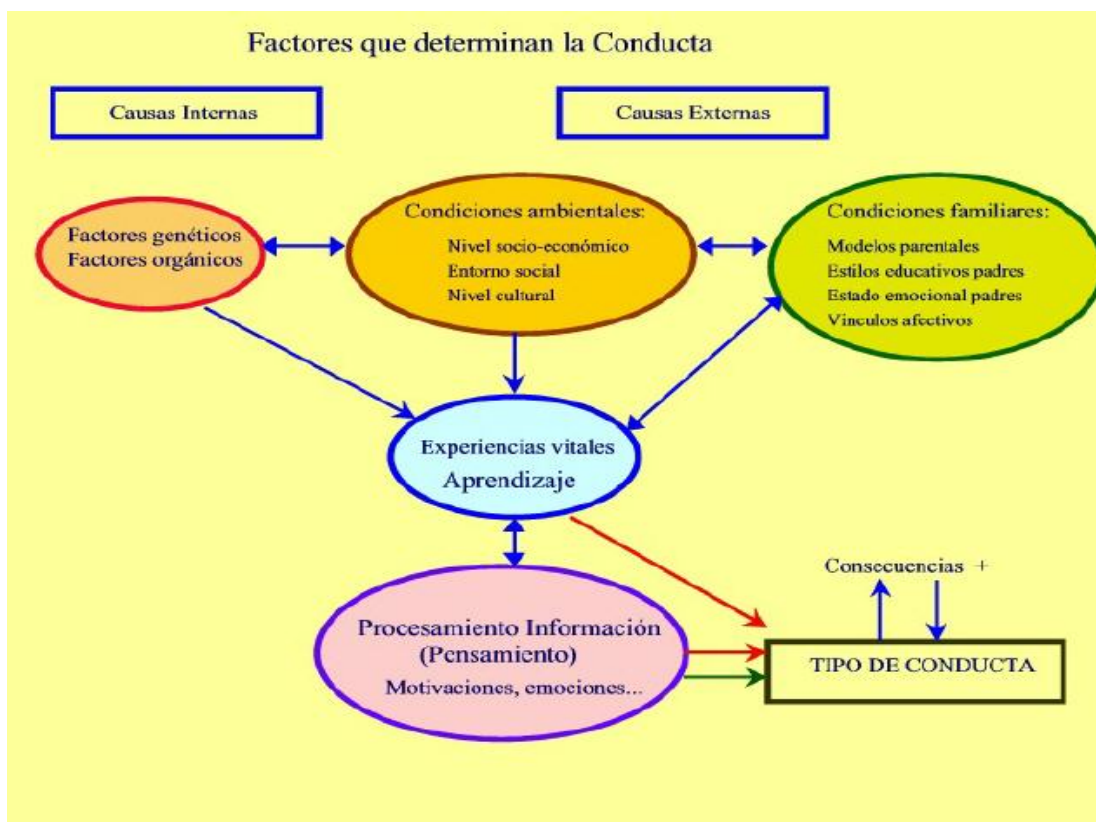 Factores que determinan la Conducta
Causas Internas
Causas Externas
Factores genéticos
Factores orgánicos
Condiciones ambientales:
Nivel socio-económico
Entorno social
Nivel cultural
Condiciones familiares:
Modelos parentales
Estilos educativos padres
Estado emocional padres
Vinculos afectivos
Experiencias vitales
Aprendizaje
Procesamiento Información
(Pensamiento)
Motivaciones, emociones...
Consecuencias +
TIPO DE CONDUCTA